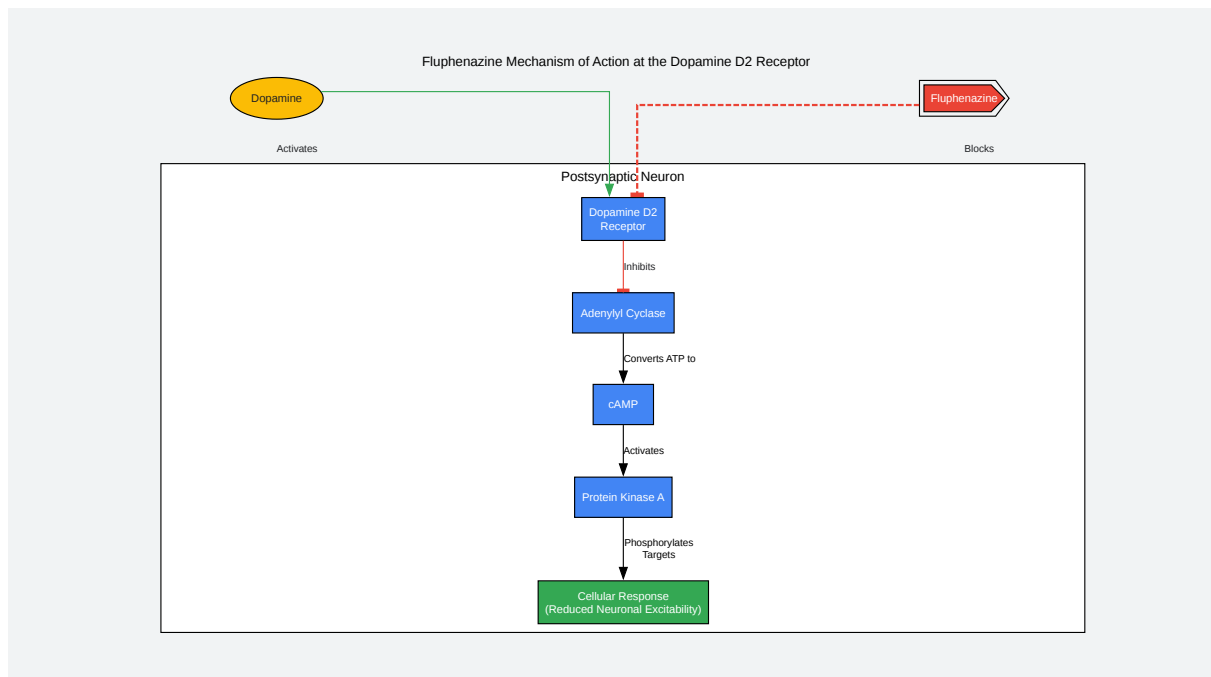 Fluphenazine Mechanism of Action at the Dopamine D2 Receptor
Dopamine
Fluphenazine
Activates
Blocks
Postsynaptic Neuron
Dopamine D2
Receptor
Inhibits
Adenylyl Cyclase
Converts ATP to
cAMP
Activates
Protein Kinase A
Phosphorylates
Targets
Cellular Response
(Reduced Neuronal Excitability)